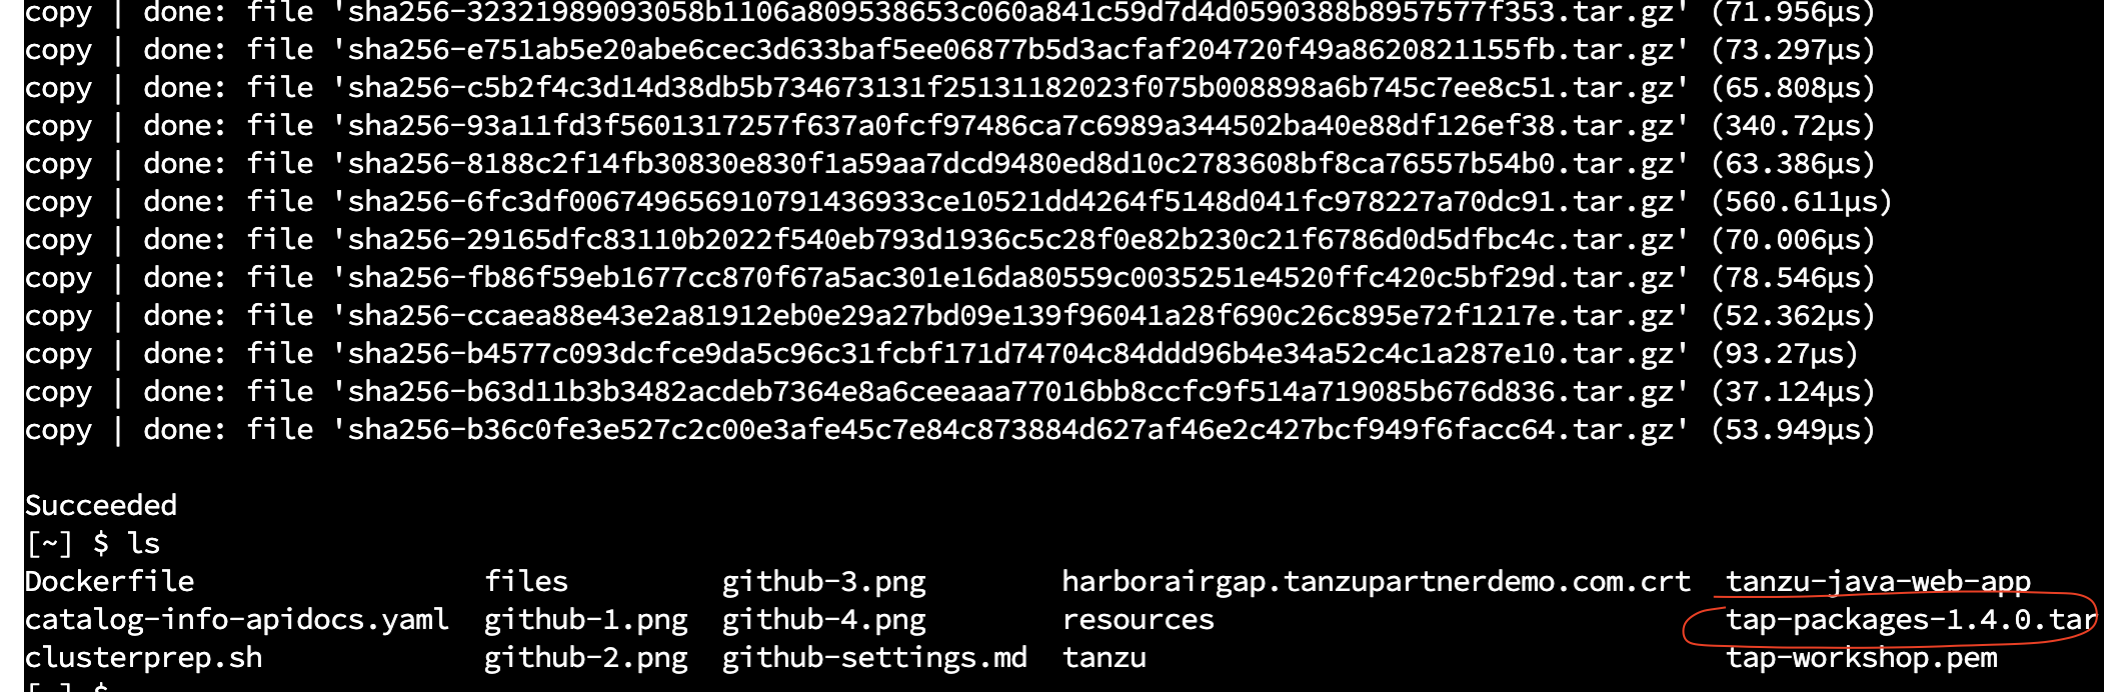 copy | done: file 'sha256-32321989093058b1106a809538653c060a841c59d7d4d0590388b8957577f353.tar.gz' (71.956µs)
copy | done: file 'sha256-e751ab5e20abe6cec3d633baf5ee06877b5d3acfaf204720f49a8620821155fb.tar.gz' (73.297µs)
copy | done: file 'sha256-c5b2f4c3d14d38db5b734673131f25131182023f075b008898a6b745c7ee8c51.tar.gz' (65.808µs)
copy | done: file 'sha256-93a11fd3f5601317257f637a0fcf97486ca7c6989a344502ba40e88df126ef38.tar.gz' (340.72µs)
copy | done: file 'sha256-8188c2f14fb30830e830f1a59aa7dcd9480ed8d10c2783608bf8ca76557b54b0.tar.gz' (63.386µs)
copy | done: file 'sha256-6fc3df006749656910791436933ce10521dd4264f5148d041fc978227a70dc91.tar.gz' (560.611µs)
copy | done: file 'sha256-29165dfc83110b2022f540eb793d1936c5c28f0e82b230c21f6786d0d5dfbc4c.tar.gz' (70.006µs)
copy | done: file 'sha256-fb86f59eb1677cc870f67a5ac301e16da80559c0035251e4520ffc420c5bf29d.tar.gz' (78.546µs)
copy | done: file 'sha256-ccaea88e43e2a81912eb0e29a27bd09e139f96041a28f690c26c895e72f1217e.tar.gz' (52.362µs)
copy | done: file 'sha256-b4577c093dcfce9da5c96c31fcbf171d74704c84ddd96b4e34a52c4c1a287e10.tar.gz' (93.27µs)
copy | done: file 'sha256-b63d11b3b3482acdeb7364e8a6ceeaaa77016bb8ccfc9f514a719085b676d836.tar.gz' (37.124µs)
copy | done: file 'sha256-b36c0fe3e527c2c00e3afe45c7e84c873884d627af46e2c427bcf949f6facc64.tar.gz' (53.949µs)
Succeeded
[~] $ ls
Dockerfile files github-3.png harborairgap.tanzupartnerdemo.com.crt tanzu-java-web-app
catalog-info-apidocs.yaml github-1.png github-4.png resources tap-packages-1.4.0.tar
clusterprep.sh github-2.png github-settings.md tanzu tap-workshop.pem